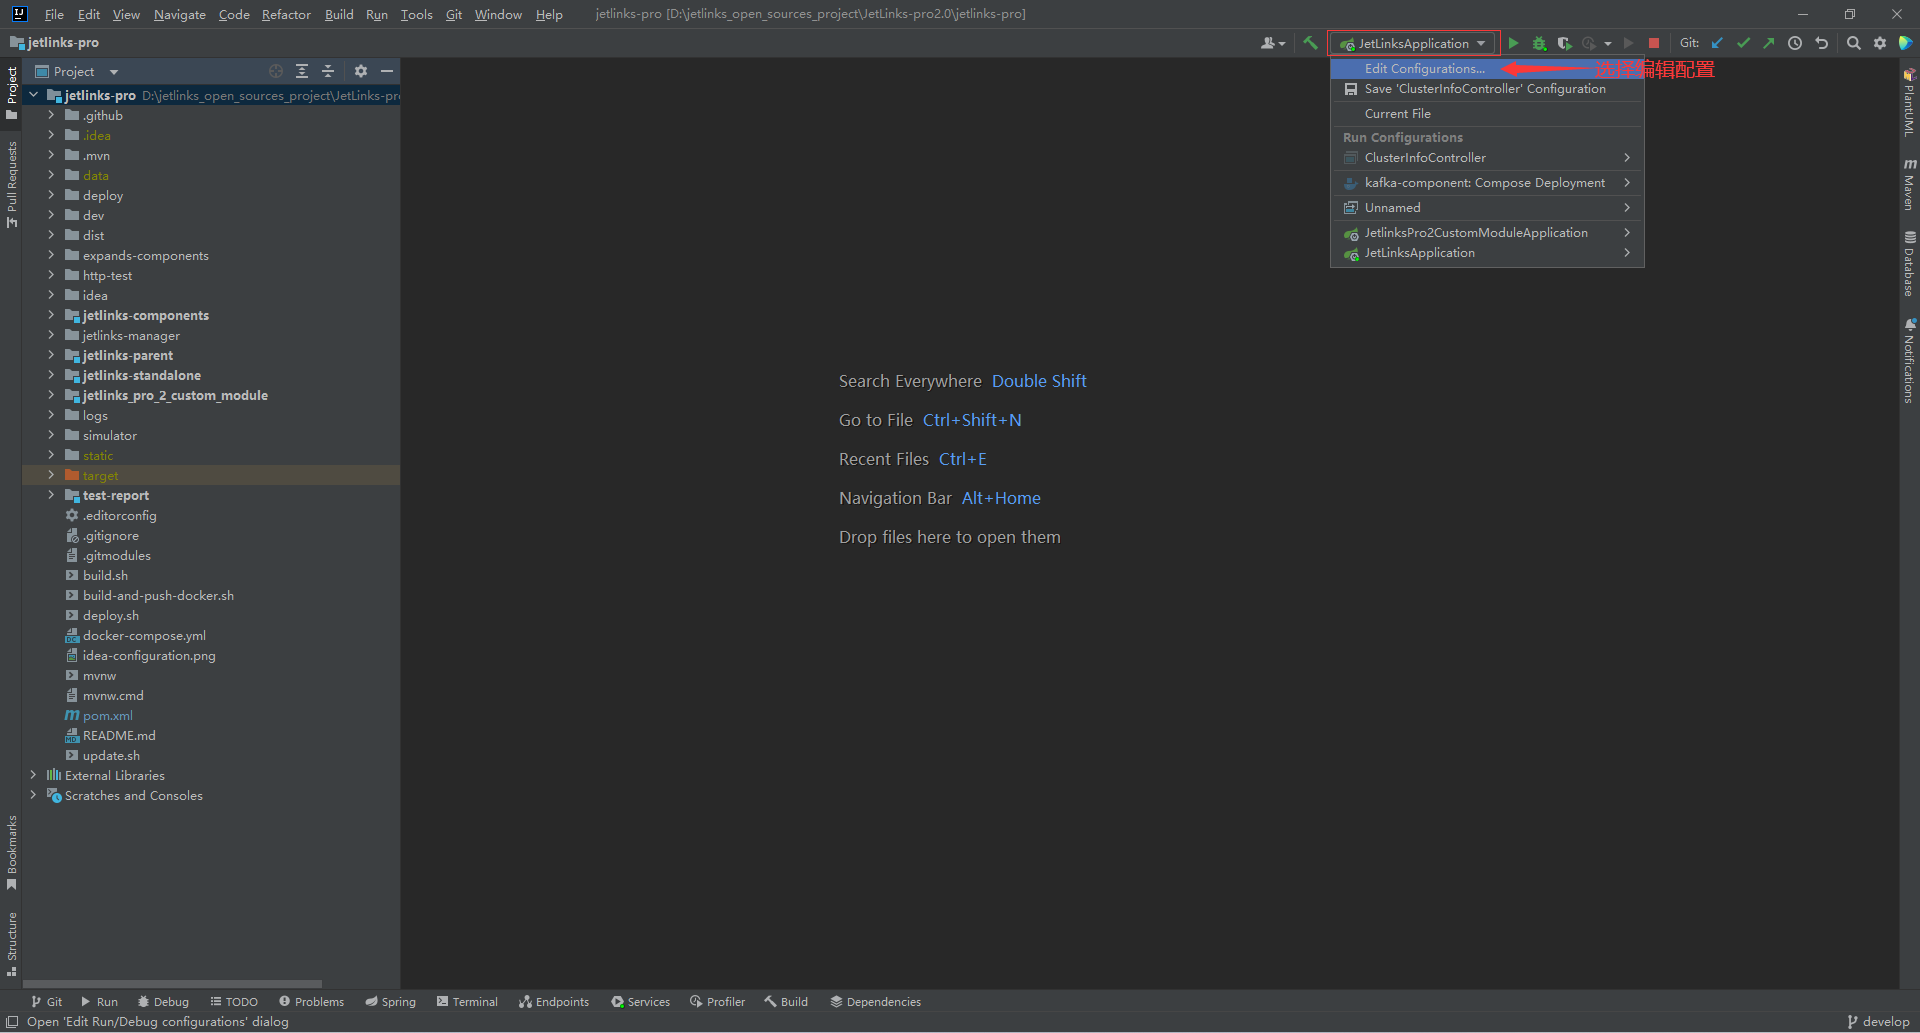 File Edit View Navigate Code Refactor Build Run Tools Git Window Help jetlinks-pro [D:\jetlinks_open_sources_project\JetLinks-pro2.0\jetlinks-pro]
jetlinks-pro
JetLinksApplication
Git:
Project
Edit Configurations...
选择编辑配置
Save 'ClusterInfoController' Configuration
Current File
Run Configurations
ClusterInfoController
kafka-component: Compose Deployment
Unnamed
JetlinksPro2CustomModuleApplication
JetLinksApplication
Project
Pull Requests
Bookmarks
Structure
jetlinks-pro D:\jetlinks_open_sources_project\JetLinks-pr
.github
.idea
.mvn
data
deploy
dev
dist
expands-components
http-test
idea
jetlinks-components
jetlinks-manager
jetlinks-parent
jetlinks-standalone
jetlinks_pro_2_custom_module
logs
simulator
static
target
test-report
.editorconfig
.gitignore
.gitmodules
build.sh
build-and-push-docker.sh
deploy.sh
docker-compose.yml
idea-configuration.png
mvnw
mvnw.cmd
pom.xml
README.md
update.sh
External Libraries
Scratches and Consoles
Search Everywhere Double Shift
Go to File Ctrl+Shift+N
Recent Files Ctrl+E
Navigation Bar Alt+Home
Drop files here to open them
PlantUML
Maven
Database
Notifications
Git Run Debug TODO Problems Spring Terminal Endpoints Services Profiler Build Dependencies
Open 'Edit Run/Debug configurations' dialog
develop